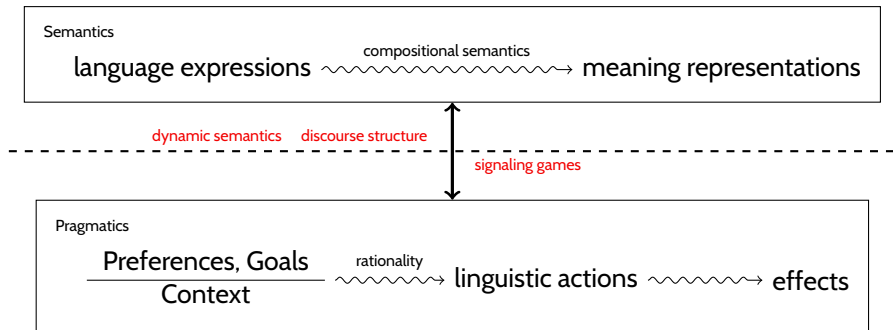 Semantics
compositional semantics
language expressions meaning representations
dynamic semantics discourse structure
signaling games
Pragmatics
Preferences, Goals
Context
rationality
linguistic actions effects